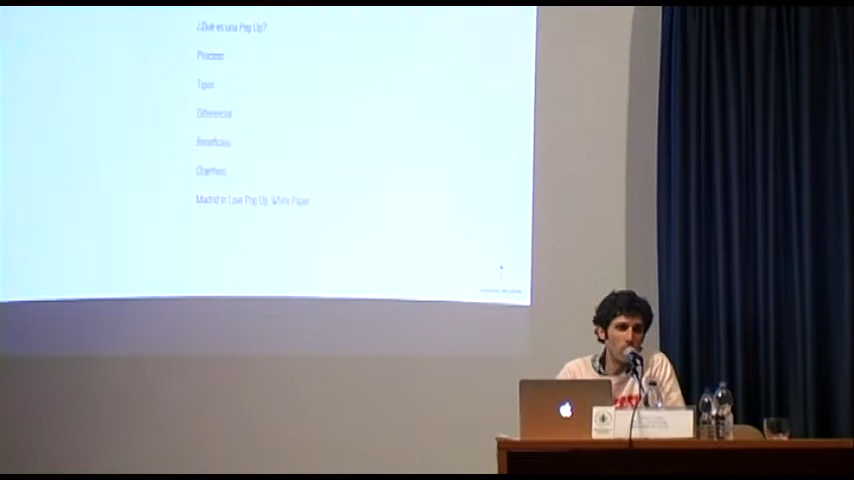 ¿Qué es una Pop Up?
Proceso
Tipos
Diferencias
Beneficios
Objetivos
Madrid in Love Pop Up. White Paper